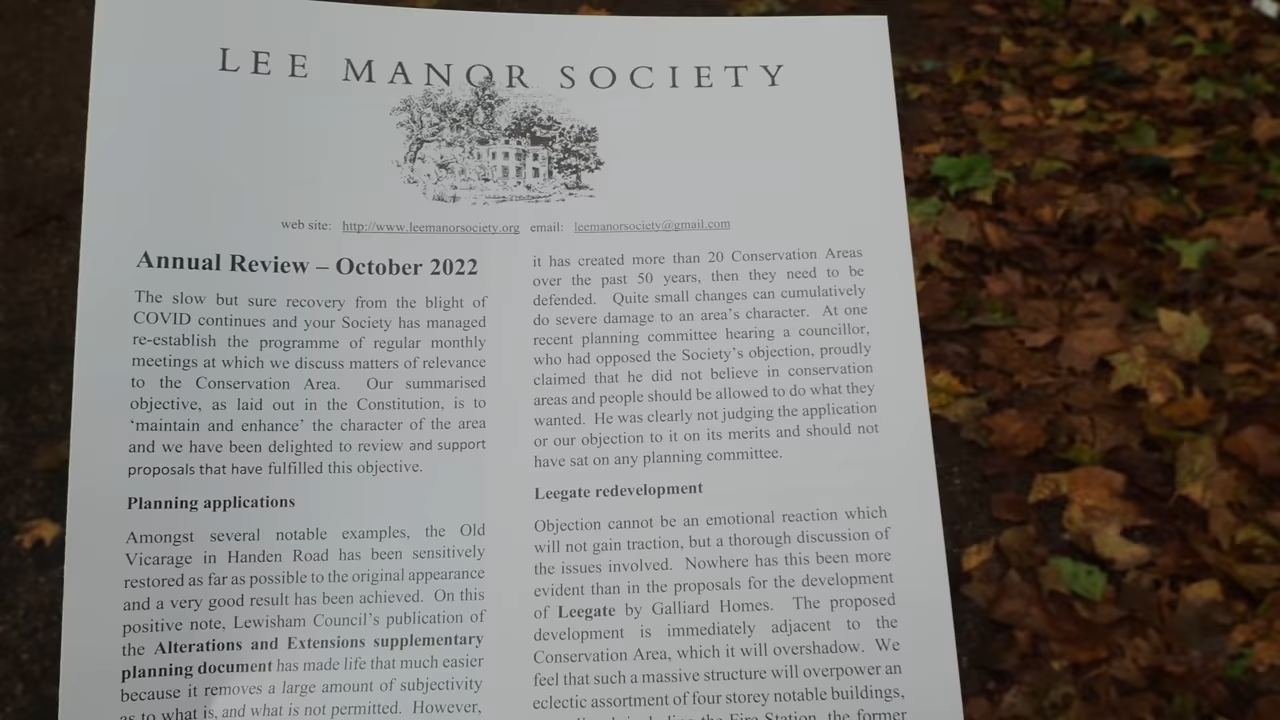 LEE MANOR SOCIETY
web site: http://www.leemanorsociety.org email: leemanorsociety@gmail.com
Annual Review – October 2022
The slow but sure recovery from the blight of
COVID continues and your Society has managed
re-establish the programme of regular monthly
meetings at which we discuss matters of relevance
to the Conservation Area. Our summarised
objective, as laid out in the Constitution, is to
‘maintain and enhance’ the character of the area
and we have been delighted to review and support
proposals that have fulfilled this objective.
Planning applications
Amongst several notable examples, the Old
Vicarage in Handen Road has been sensitively
restored as far as possible to the original appearance
and a very good result has been achieved. On this
positive note, Lewisham Council’s publication of
the Alterations and Extensions supplementary
planning document has made life that much easier
because it removes a large amount of subjectivity
as to what is, and what is not permitted. However,
it has created more than 20 Conservation Areas
over the past 50 years, then they need to be
defended. Quite small changes can cumulatively
do severe damage to an area’s character. At one
recent planning committee hearing a councillor,
who had opposed the Society’s objection, proudly
claimed that he did not believe in conservation
areas and people should be allowed to do what they
wanted. He was clearly not judging the application
or our objection to it on its merits and should not
have sat on any planning committee.
Leegate redevelopment
Objection cannot be an emotional reaction which
will not gain traction, but a thorough discussion of
the issues involved. Nowhere has this been more
evident than in the proposals for the development
of Leegate by Galliard Homes. The proposed
development is immediately adjacent to the
Conservation Area, which it will overshadow. We
feel that such a massive structure will overpower an
eclectic assortment of four storey notable buildings,
the Fire Station, the former